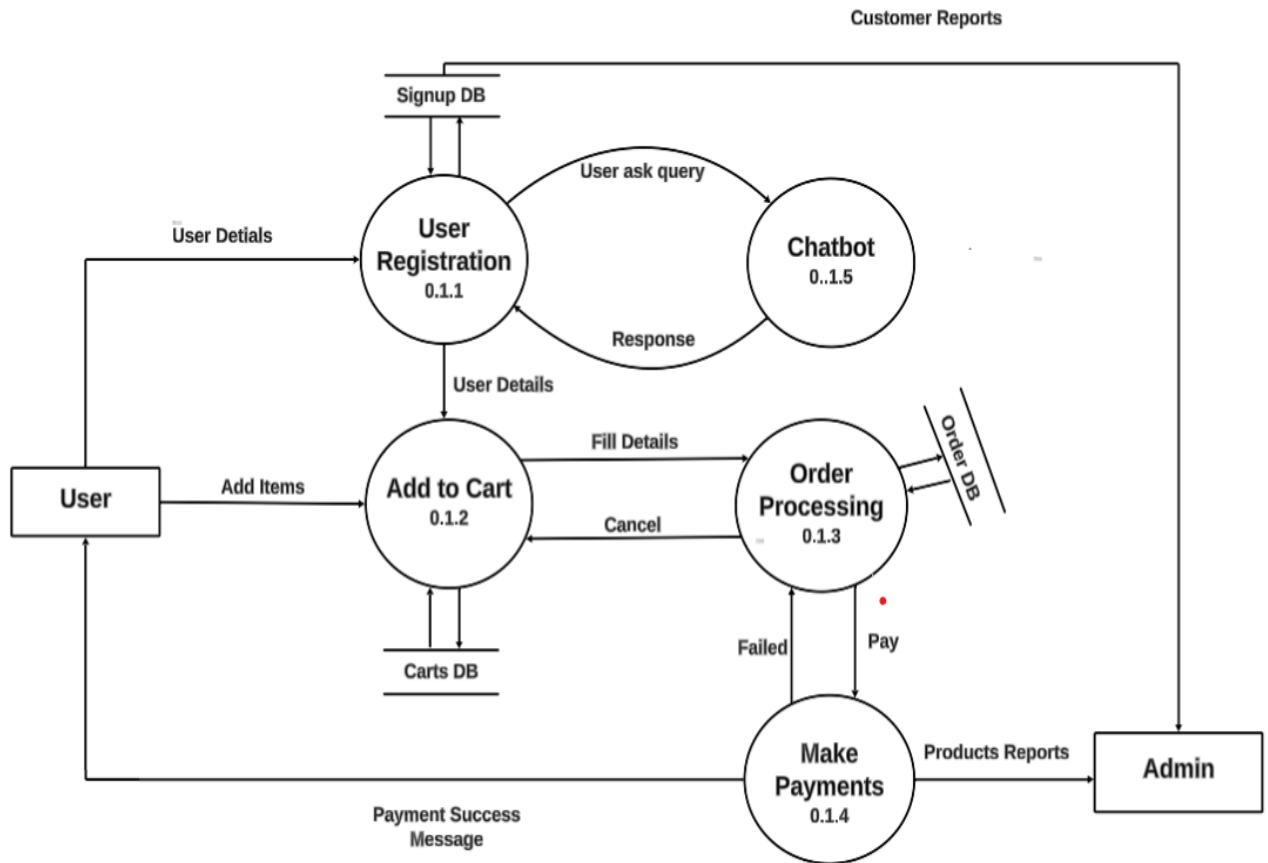 Customer Reports
Signup DB
User ask query
User Detials
User
Registration
0.1.1
Chatbot
0..1.5
Response
User Details
Fill Details
Order DB
User
Add Items
Add to Cart
0.1.2
Order
Processing
0.1.3
Cancel
Failed
Pay
Carts DB
Make
Payments
0.1.4
Products Reports
Admin
Payment Success
Message